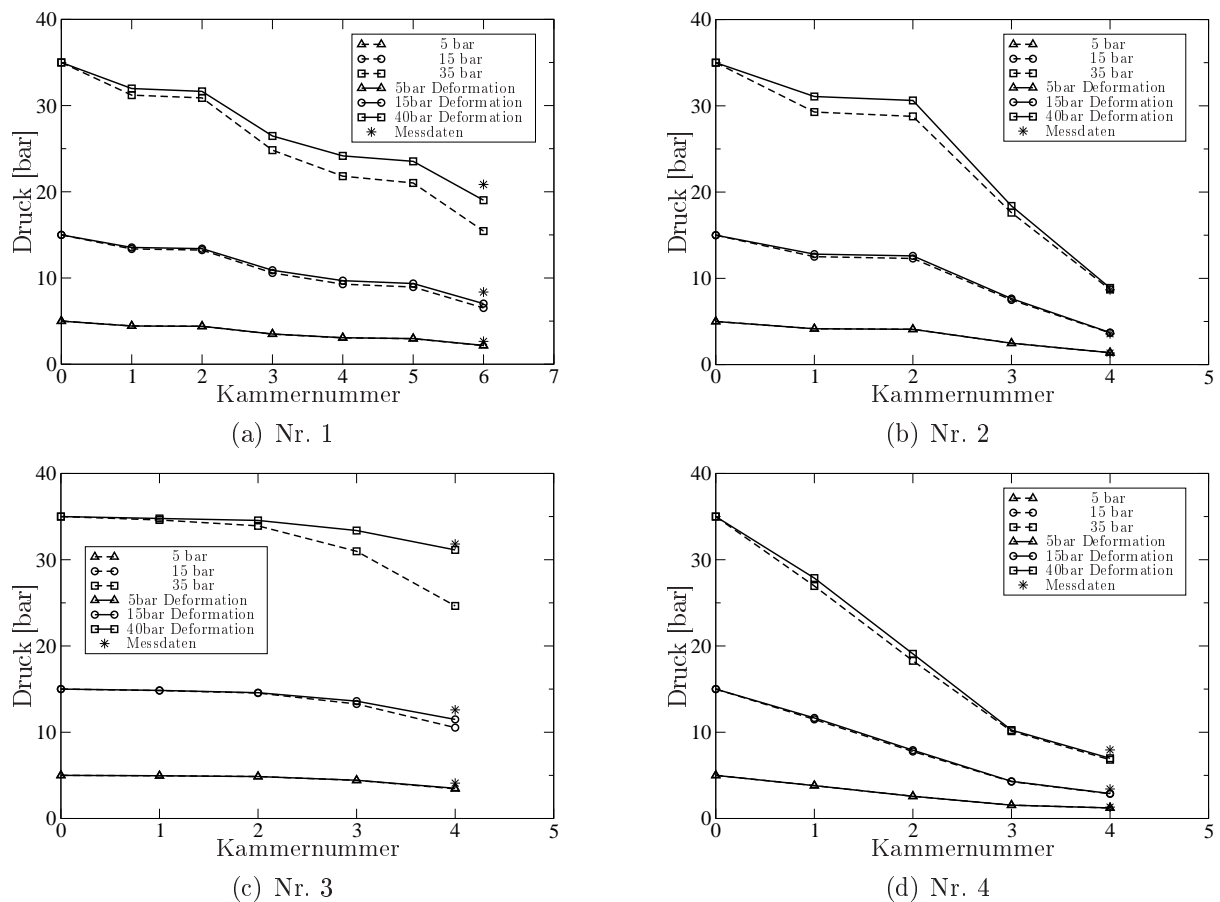 40
30
20
10
0
Druck [bar]
5 bar
15 bar
35 bar
5bar Deformation
15bar Deformation
40bar Deformation
Messdaten
0 1 2 3 4 5 6 7
Kammernummer
(a) Nr. 1
40
30
20
10
0
Druck [bar]
5 bar
15 bar
35 bar
5bar Deformation
15bar Deformation
40bar Deformation
Messdaten
0 1 2 3 4 5
Kammernummer
(b) Nr. 2
40
30
20
10
0
Druck [bar]
5 bar
15 bar
35 bar
5bar Deformation
15bar Deformation
40bar Deformation
Messdaten
0 1 2 3 4 5
Kammernummer
(c) Nr. 3
40
30
20
10
0
Druck [bar]
5 bar
15 bar
35 bar
5bar Deformation
15bar Deformation
40bar Deformation
Messdaten
0 1 2 3 4 5
Kammernummer
(d) Nr. 4